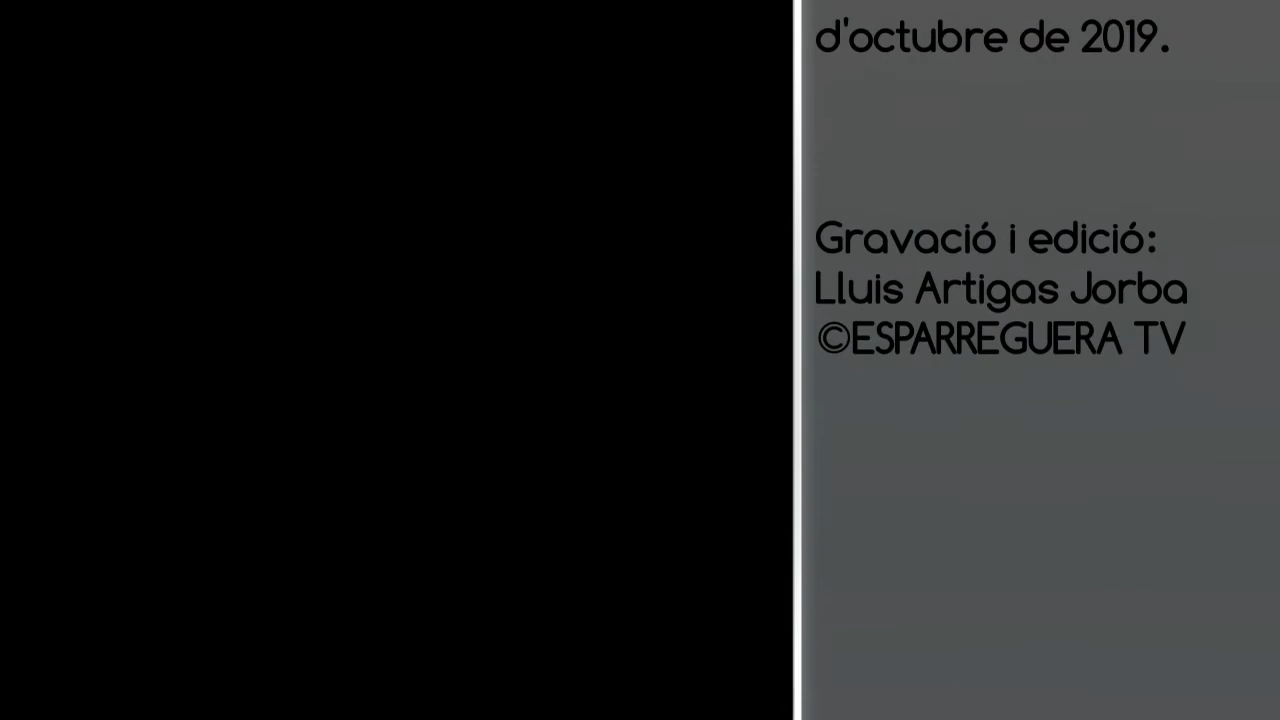 d'octubre de 2019.
Gravació i edició:
Lluis Artigas Jorba
©ESPARREGUERA TV